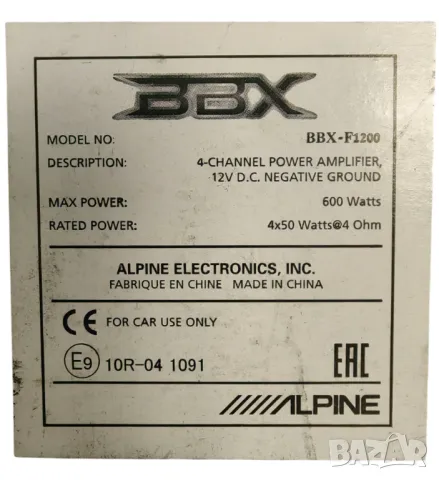 BBX
MODEL NO: BBX-F1200
DESCRIPTION: 4-CHANNEL POWER AMPLIFIER,
12V D.C. NEGATIVE GROUND
MAX POWER: 600 Watts
RATED POWER: 4x50 Watts@4 Ohm
ALPINE ELECTRONICS, INC.
FABRIQUE EN CHINE MADE IN CHINA
CE FOR CAR USE ONLY
E9 10R-04 1091 EAC
ALPINE
BAZAR